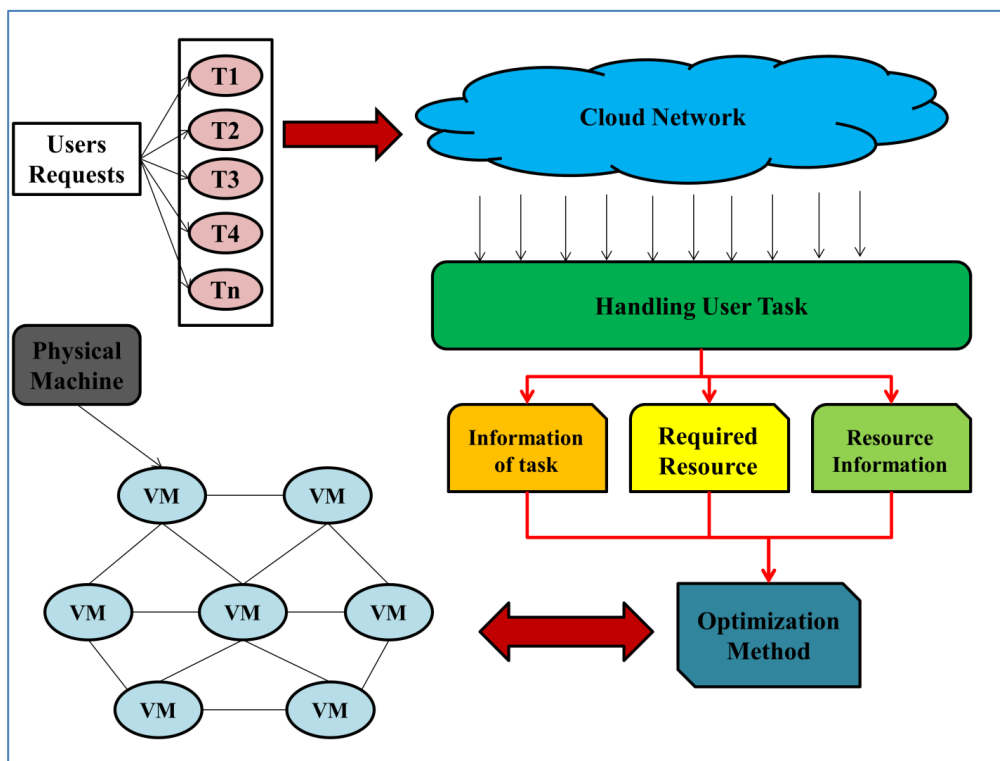 Users
Requests
T1
T2
T3
T4
Tn
Cloud Network
Handling User Task
Information
of task
Required
Resource
Resource
Information
Optimization
Method
Physical
Machine
VM
VM
VM
VM
VM
VM
VM